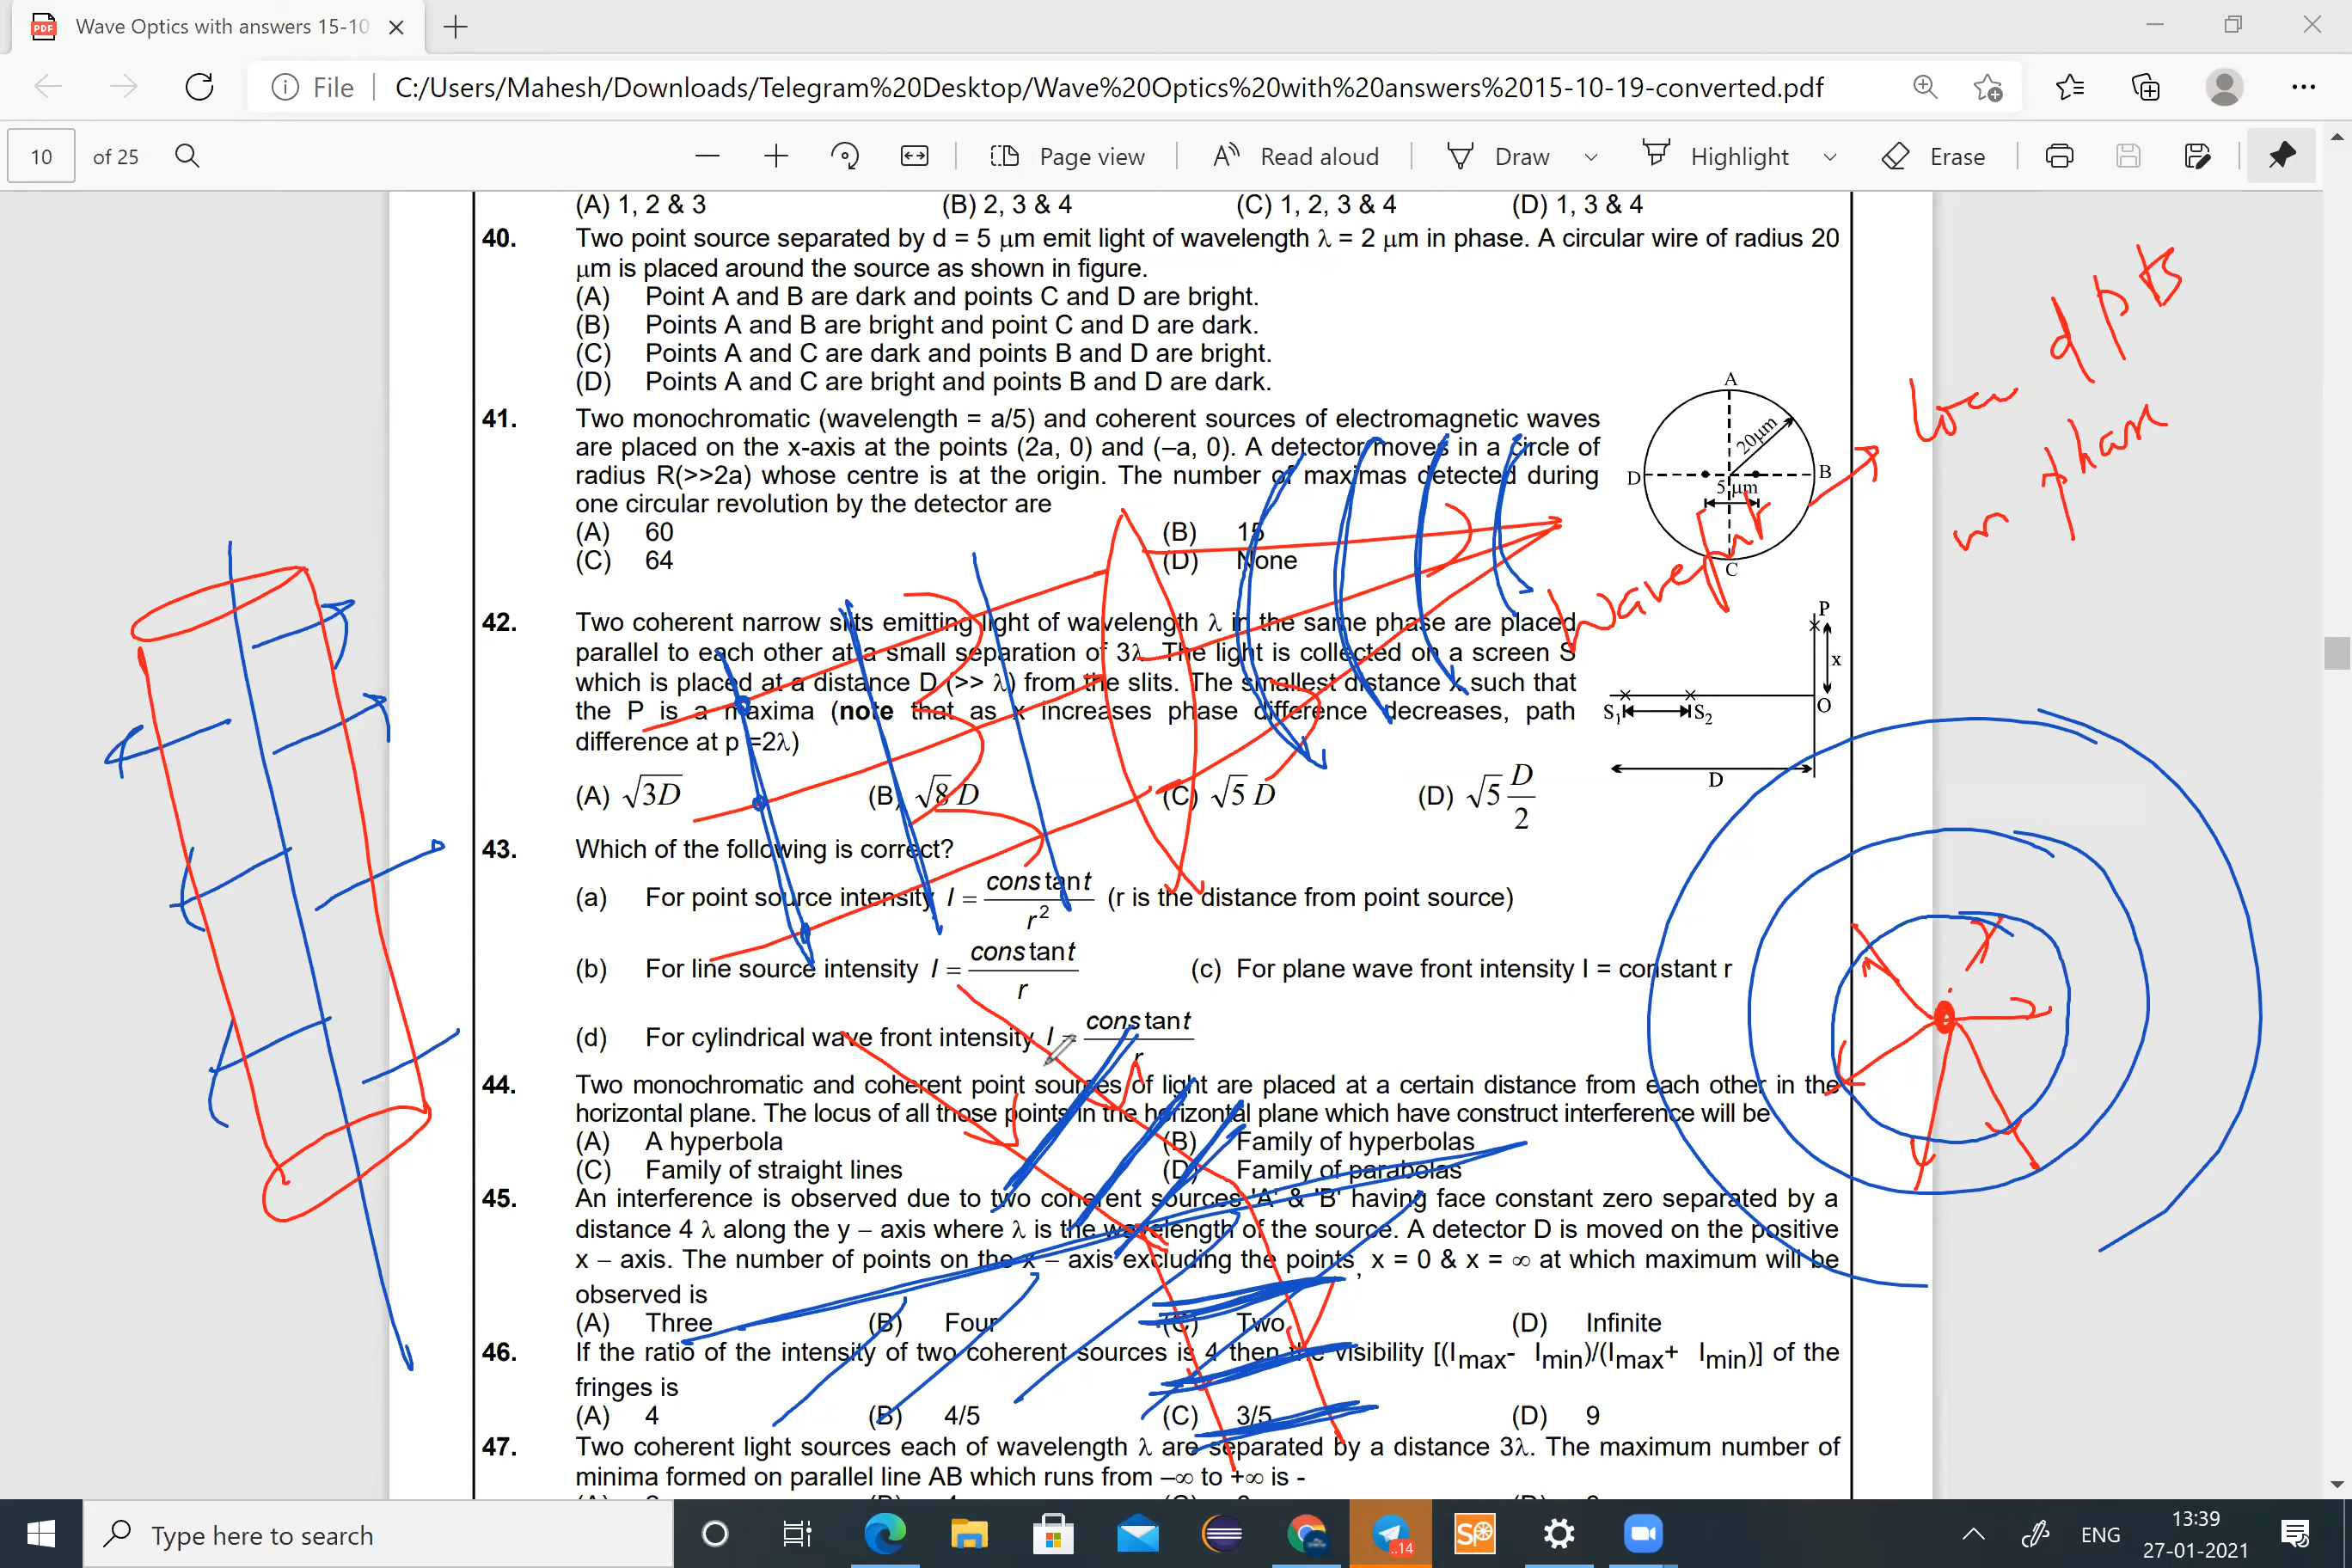 Wave Optics with answers 15-10
File
C:/Users/Mahesh/Downloads/Telegram%20Desktop/Wave%20Optics%20with%20answers%2015-10-19-converted.pdf
10 of 25
Page view
Read aloud
Draw
Highlight
Erase
(A) 1, 2 & 3 (B) 2, 3 & 4 (C) 1, 2, 3 & 4 (D) 1, 3 & 4
40. Two point source separated by d = 5 μm emit light of wavelength λ = 2 μm in phase. A circular wire of radius 20
μm is placed around the source as shown in figure.
(A) Point A and B are dark and points C and D are bright.
(B) Points A and B are bright and point C and D are dark.
(C) Points A and C are dark and points B and D are bright.
(D) Points A and C are bright and points B and D are dark.
41. Two monochromatic (wavelength = a/5) and coherent sources of electromagnetic waves
are placed on the x-axis at the points (2a, 0) and (–a, 0). A detector moves in a circle of
radius R(>>2a) whose centre is at the origin. The number of maximas detected during
one circular revolution by the detector are
(A) 60 (B) 15
(C) 64 (D) None
A
20μm
D
B
5 μm
C
42. Two coherent narrow slits emitting light of wavelength λ in the same phase are placed
parallel to each other at a small separation of 3λ. The light is collected on a screen S
which is placed at a distance D (>> λ) from the slits. The smallest distance x such that
the P is a maxima (note that as x increases phase difference decreases, path
difference at p =2λ)
(A) √3D (B) √8 D (C) √5 D (D) √5 D/2
P
x
S1 S2 O
D
43. Which of the following is correct?
(a) For point source intensity I = constant/r² (r is the distance from point source)
(b) For line source intensity I = constant/r (c) For plane wave front intensity I = constant r
(d) For cylindrical wave front intensity I = constant/r
44. Two monochromatic and coherent point sources of light are placed at a certain distance from each other in the
horizontal plane. The locus of all those points in the horizontal plane which have construct interference will be
(A) A hyperbola (B) Family of hyperbolas
(C) Family of straight lines (D) Family of parabolas
45. An interference is observed due to two coherent sources 'A' & 'B' having face constant zero separated by a
distance 4 λ along the y – axis where λ is the wavelength of the source. A detector D is moved on the positive
x – axis. The number of points on the x – axis excluding the points, x = 0 & x = ∞ at which maximum will be
observed is
(A) Three (B) Four (C) Two (D) Infinite
46. If the ratio of the intensity of two coherent sources is 4 then the visibility [(Imax- Imin)/(Imax+ Imin)] of the
fringes is
(A) 4 (B) 4/5 (C) 3/5 (D) 9
47. Two coherent light sources each of wavelength λ are separated by a distance 3λ. The maximum number of
minima formed on parallel line AB which runs from –∞ to +∞ is -
Type here to search
..14
ENG
13:39
27-01-2021